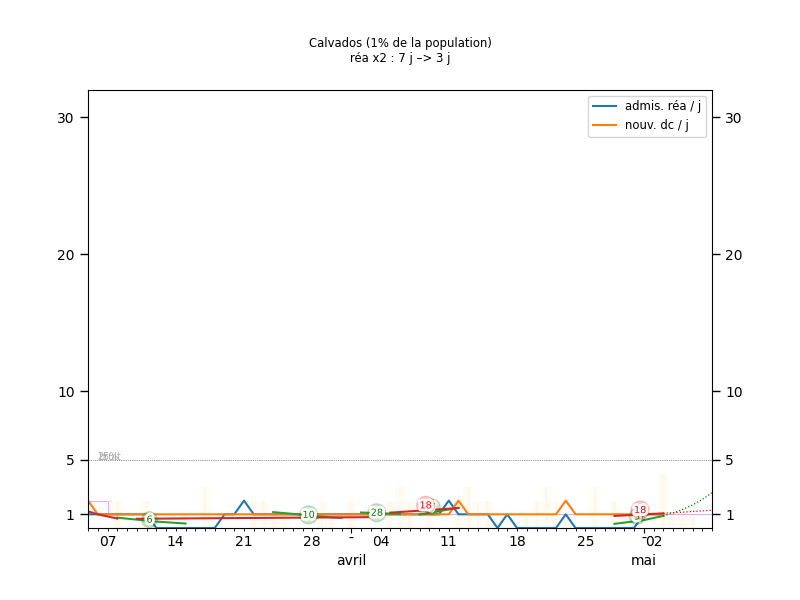 Calvados (1% de la population)
réa x2 : 7 j –> 3 j
admis. réa / j
nouv. dc / j
30 30
20 20
10 10
5 5
1 1
6 10 28 18 18
07 14 21 28 - 04 11 18 25 - 02
avril mai